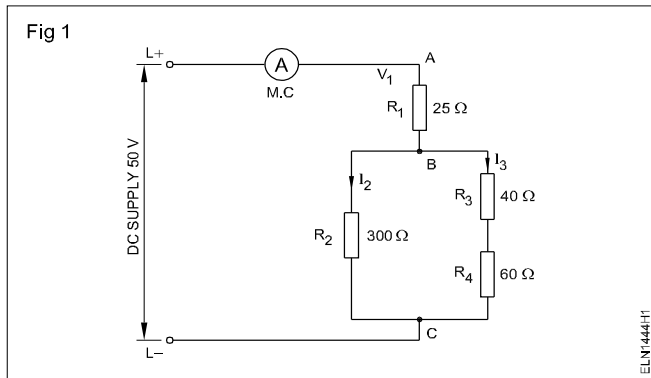 Fig 1
L+
A
M.C
V1
A
R1
25 Ω
B
I2
I3
R3
40 Ω
DC SUPPLY 50 V
R2
300 Ω
R4
60 Ω
C
L–
ELN1444H1